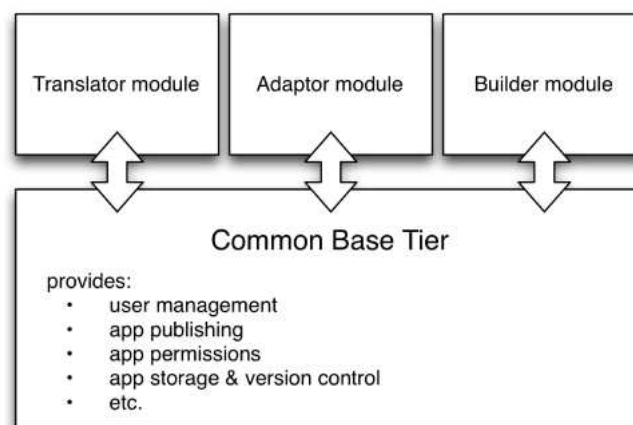 Translator module
Adaptor module
Builder module
Common Base Tier
provides:
• user management
• app publishing
• app permissions
• app storage & version control
• etc.